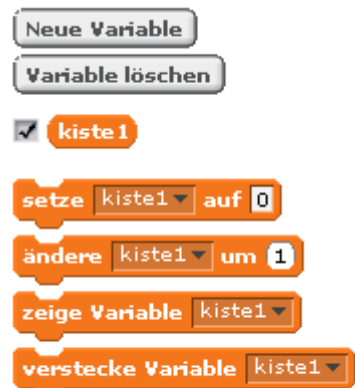 Neue Variable
Variable löschen
kiste1
setze kiste1 auf 0
ändere kiste1 um 1
zeige Variable kiste1
verstecke Variable kiste1